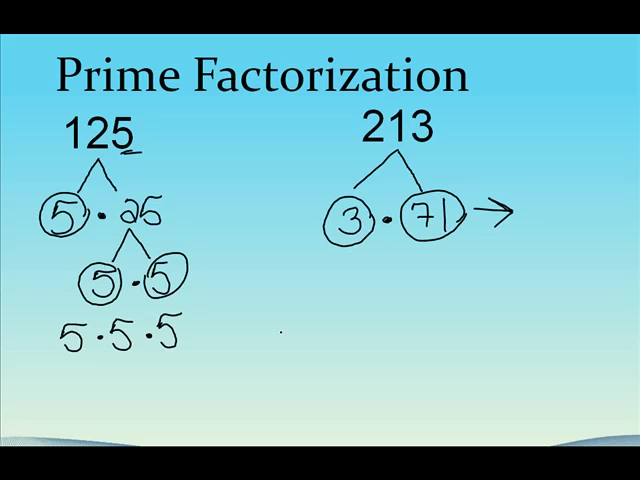 Prime Factorization
125
5 · 25
5 · 5
5 · 5 · 5
213
3 · 71 →